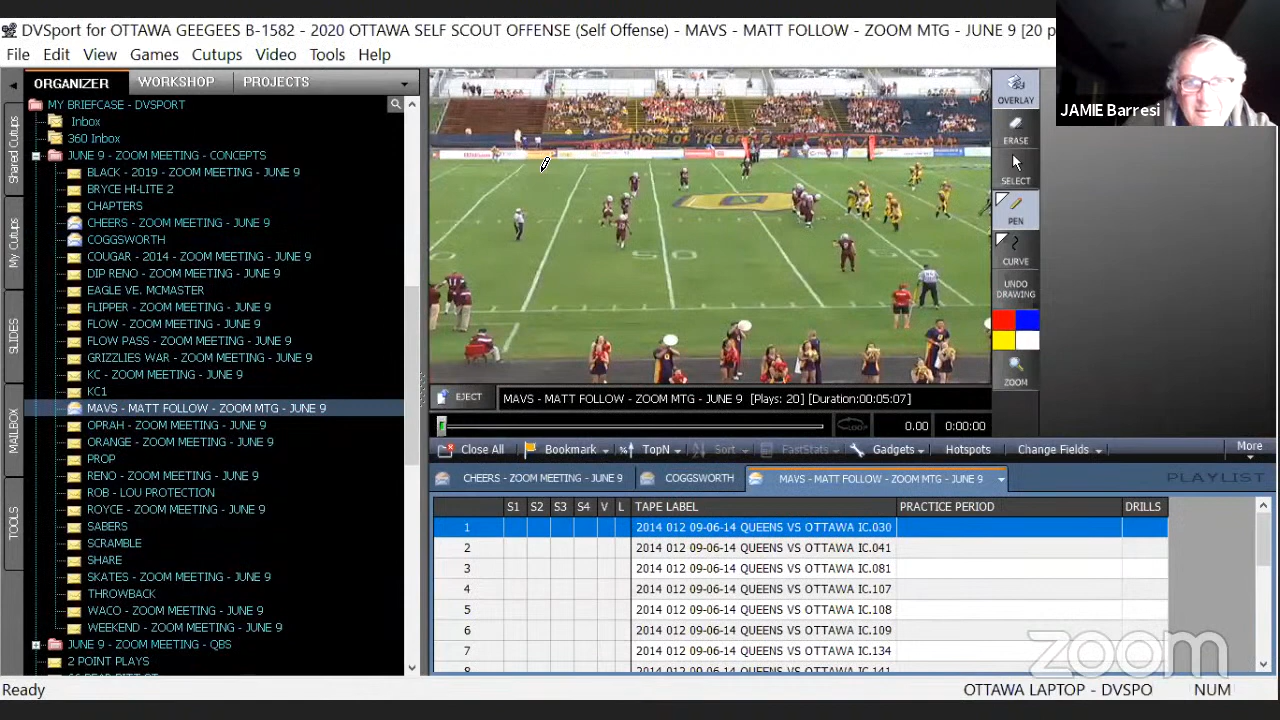 DVSport for OTTAWA GEEGEES B-1582 - 2020 OTTAWA SELF SCOUT OFFENSE (Self Offense) - MAVS - MATT FOLLOW - ZOOM MTG - JUNE 9 [20 p
File Edit View Games Cutups Video Tools Help
JAMIE Barresi
ORGANIZER WORKSHOP PROJECTS
Shared Cutups
My Cutups
SLIDES
MAILBOX
TOOLS
MY BRIEFCASE - DVSPORT
Inbox
360 Inbox
JUNE 9 - ZOOM MEETING - CONCEPTS
BLACK - 2019 - ZOOM MEETING - JUNE 9
BRYCE HI-LITE 2
CHAPTERS
CHEERS - ZOOM MEETING - JUNE 9
COGGSWORTH
COUGAR - 2014 - ZOOM MEETING - JUNE 9
DIP RENO - ZOOM MEETING - JUNE 9
EAGLE VE. MCMASTER
FLIPPER - ZOOM MEETING - JUNE 9
FLOW - ZOOM MEETING - JUNE 9
FLOW PASS - ZOOM MEETING - JUNE 9
GRIZZLIES WAR - ZOOM MEETING - JUNE 9
KC - ZOOM MEETING - JUNE 9
KC1
MAVS - MATT FOLLOW - ZOOM MTG - JUNE 9
OPRAH - ZOOM MEETING - JUNE 9
ORANGE - ZOOM MEETING - JUNE 9
PROP
RENO - ZOOM MEETING - JUNE 9
ROB - LOU PROTECTION
ROYCE - ZOOM MEETING - JUNE 9
SABERS
SCRAMBLE
SHARE
SKATES - ZOOM MEETING - JUNE 9
THROWBACK
WACO - ZOOM MEETING - JUNE 9
WEEKEND - ZOOM MEETING - JUNE 9
JUNE 9 - ZOOM MEETING - QBS
2 POINT PLAYS
OVERLAY
ERASE
SELECT
PEN
CURVE
UNDO
DRAWING
ZOOM
EJECT MAVS - MATT FOLLOW - ZOOM MTG - JUNE 9 [Plays: 20] [Duration:00:05:07]
LOOP 0.00 0:00:00
Close All Bookmark TopN Sort FastStats Gadgets Hotspots Change Fields More
CHEERS - ZOOM MEETING - JUNE 9 COGGSWORTH MAVS - MATT FOLLOW - ZOOM MTG - JUNE 9 PLAYLIST
S1 S2 S3 S4 V L TAPE LABEL PRACTICE PERIOD DRILLS
1 2014 012 09-06-14 QUEENS VS OTTAWA IC.030
2 2014 012 09-06-14 QUEENS VS OTTAWA IC.041
3 2014 012 09-06-14 QUEENS VS OTTAWA IC.081
4 2014 012 09-06-14 QUEENS VS OTTAWA IC.107
5 2014 012 09-06-14 QUEENS VS OTTAWA IC.108
6 2014 012 09-06-14 QUEENS VS OTTAWA IC.109
7 2014 012 09-06-14 QUEENS VS OTTAWA IC.134
8 2014 012 09-06-14 QUEENS VS OTTAWA IC.141
zoom
Ready OTTAWA LAPTOP - DVSPO NUM